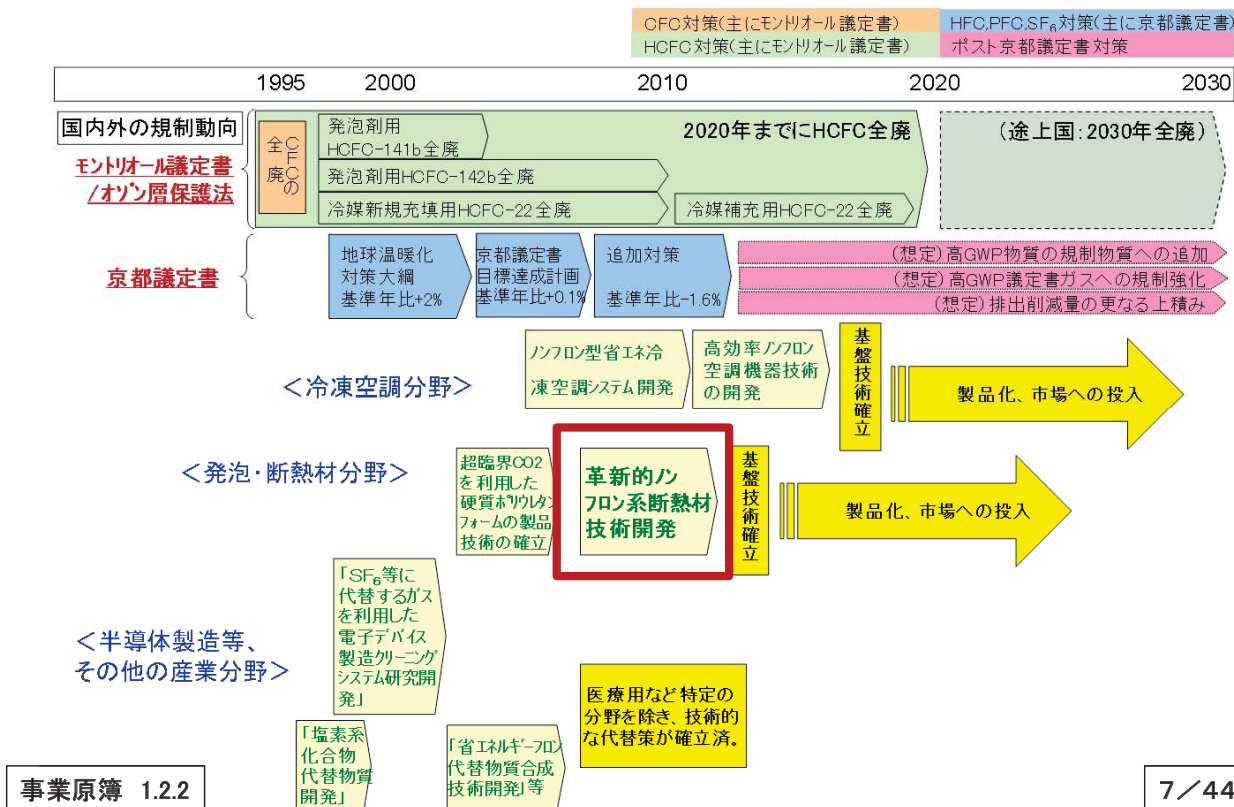 CFC対策(主にモントリオール議定書)
HFC,PFC,SF₆対策(主に京都議定書)
HCFC対策(主にモントリオール議定書)
ポスト京都議定書対策
1995 2000 2010 2020 2030
国内外の規制動向
モントリオール議定書
/オゾン層保護法
CFCの
全廃
発泡剤用
HCFC-141b全廃
発泡剤用HCFC-142b全廃
冷媒新規充填用HCFC-22全廃
2020年までにHCFC全廃
冷媒補充用HCFC-22全廃
(途上国:2030年全廃)
京都議定書
地球温暖化
対策大綱
基準年比+2%
京都議定書
目標達成計画
基準年比+0.1%
追加対策
基準年比-1.6%
(想定)高GWP物質の規制物質への追加
(想定)高GWP議定書ガスへの規制強化
(想定)排出削減量の更なる上積み
<冷凍空調分野>
ノンフロン型省エネ冷
凍空調システム開発
高効率ノンフロン
空調機器技術
の開発
基盤技術確立
製品化、市場への投入
<発泡・断熱材分野>
超臨界CO2
を利用した
硬質ポリウレタン
フォームの製品
技術の確立
革新的ノン
フロン系断熱材
技術開発
基盤技術確立
製品化、市場への投入
<半導体製造等、
その他の産業分野>
「SF₆等に
代替するガス
を利用した
電子デバイス
製造クリーニング
システム研究開
発」
「塩素系
化合物
代替物質
開発」
「省エネルギーフロン
代替物質合成
技術開発」等
医療用など特定の
分野を除き、技術的
な代替策が確立済。
事業原簿 1.2.2
7/44